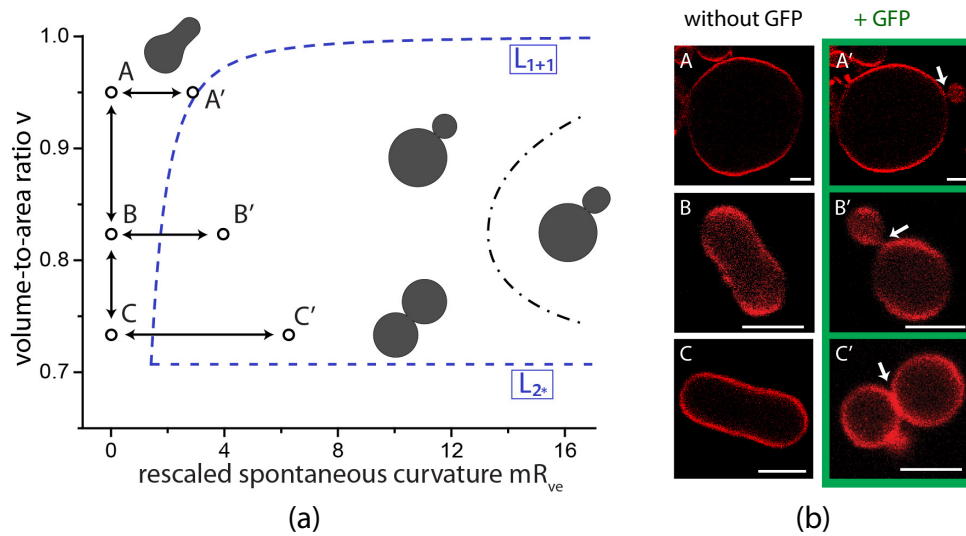 without GFP
+ GFP
1.0
0.9
0.8
0.7
volume-to-area ratio v
A
A′
B
B′
C
C′
L1+1
L2*
0
4
8
12
16
rescaled spontaneous curvature mRve
(a)
A
A′
B
B′
C
C′
(b)